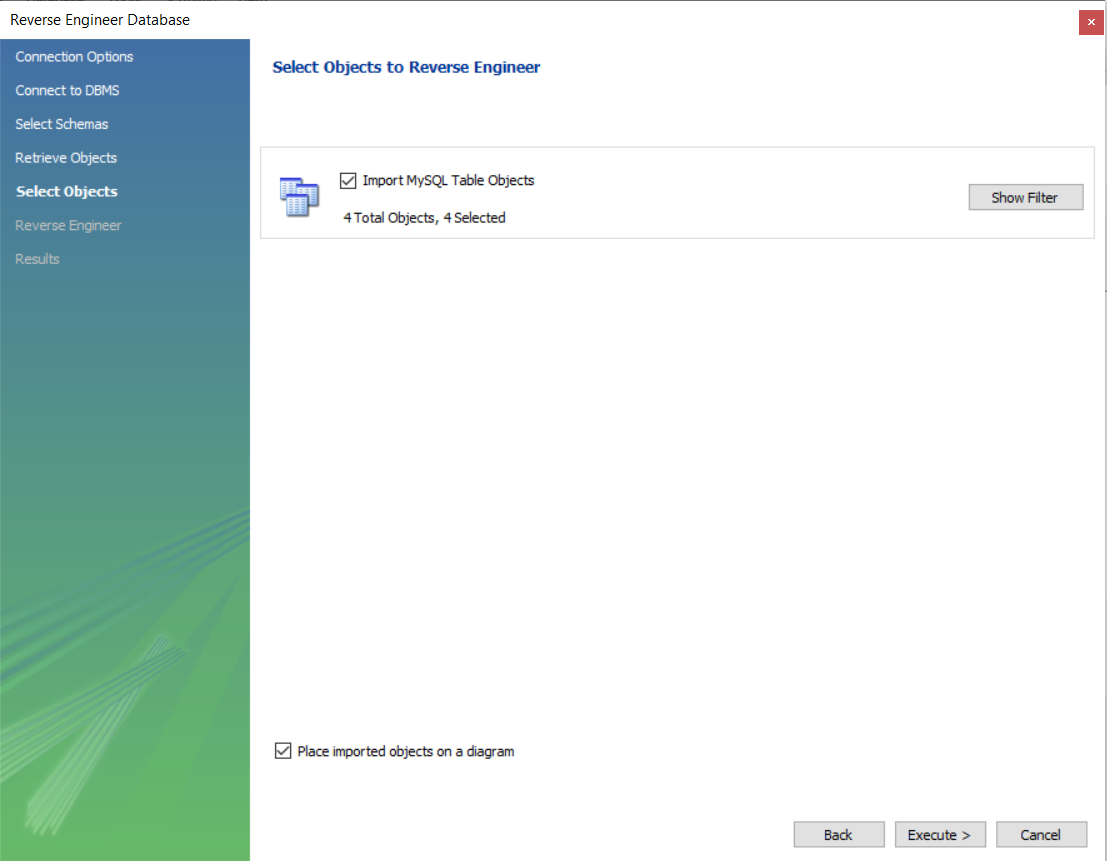 Reverse Engineer Database
Connection Options
Connect to DBMS
Select Schemas
Retrieve Objects
Select Objects
Reverse Engineer
Results
Select Objects to Reverse Engineer
Import MySQL Table Objects
4 Total Objects, 4 Selected
Show Filter
Place imported objects on a diagram
Back
Execute >
Cancel